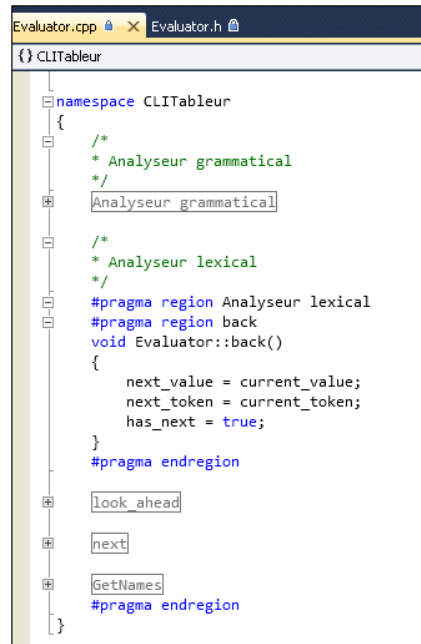 Evaluator.cpp Evaluator.h
{} CLITableur
namespace CLITableur
{
/*
* Analyseur grammatical
*/
Analyseur grammatical
/*
* Analyseur lexical
*/
#pragma region Analyseur lexical
#pragma region back
void Evaluator::back()
{
next_value = current_value;
next_token = current_token;
has_next = true;
}
#pragma endregion
look_ahead
next
GetNames
#pragma endregion
}